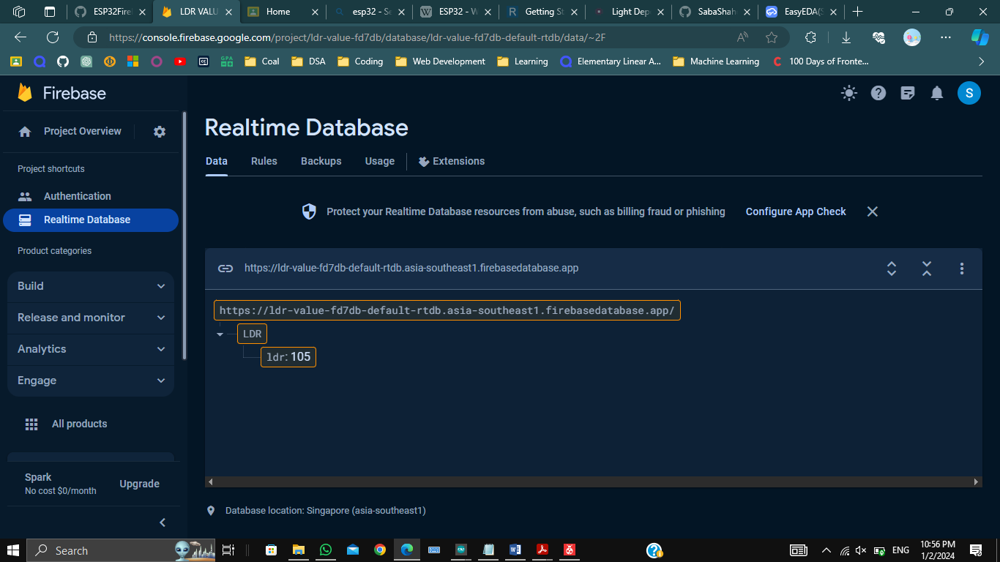 ESP32Fire
LDR VALU
Home
esp32 - Se
ESPP32 - W
Getting St
Light Dep
SabaShah
EasyEDA(S
https://console.firebase.google.com/project/ldr-value-fd7db/database/ldr-value-fd7db-default-rtdb/data/~2F
GPA
Coal
DSA
Coding
Web Development
Learning
Elementary Linear A...
Machine Learning
100 Days of Fronte...
Firebase
S
Project Overview
Realtime Database
Data
Rules
Backups
Usage
Extensions
Project shortcuts
Authentication
Realtime Database
Protect your Realtime Database resources from abuse, such as billing fraud or phishing
Configure App Check
Product categories
https://ldr-value-fd7db-default-rtdb.asia-southeast1.firebasedatabase.app
Build
Release and monitor
Analytics
Engage
https://ldr-value-fd7db-default-rtdb.asia-southeast1.firebasedatabase.app/
LDR
ldr: 105
All products
Spark
No cost $0/month
Upgrade
Database location: Singapore (asia-southeast1)
Search
ENG
10:56 PM
1/2/2024